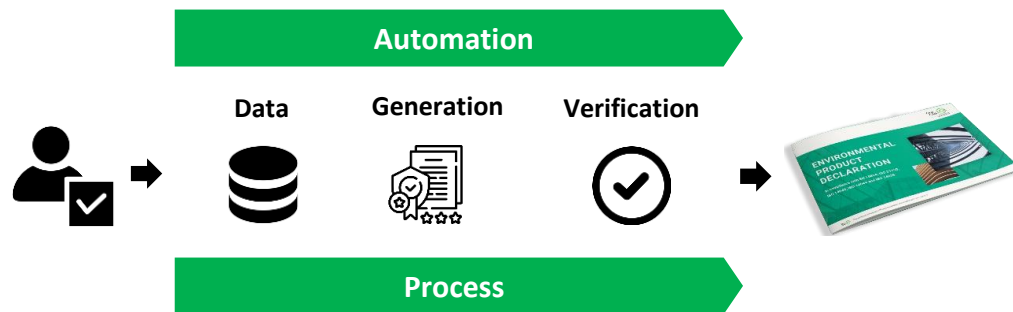 Automation
Data
Generation
Verification
ENVIRONMENTAL
PRODUCT
DECLARATION
Process